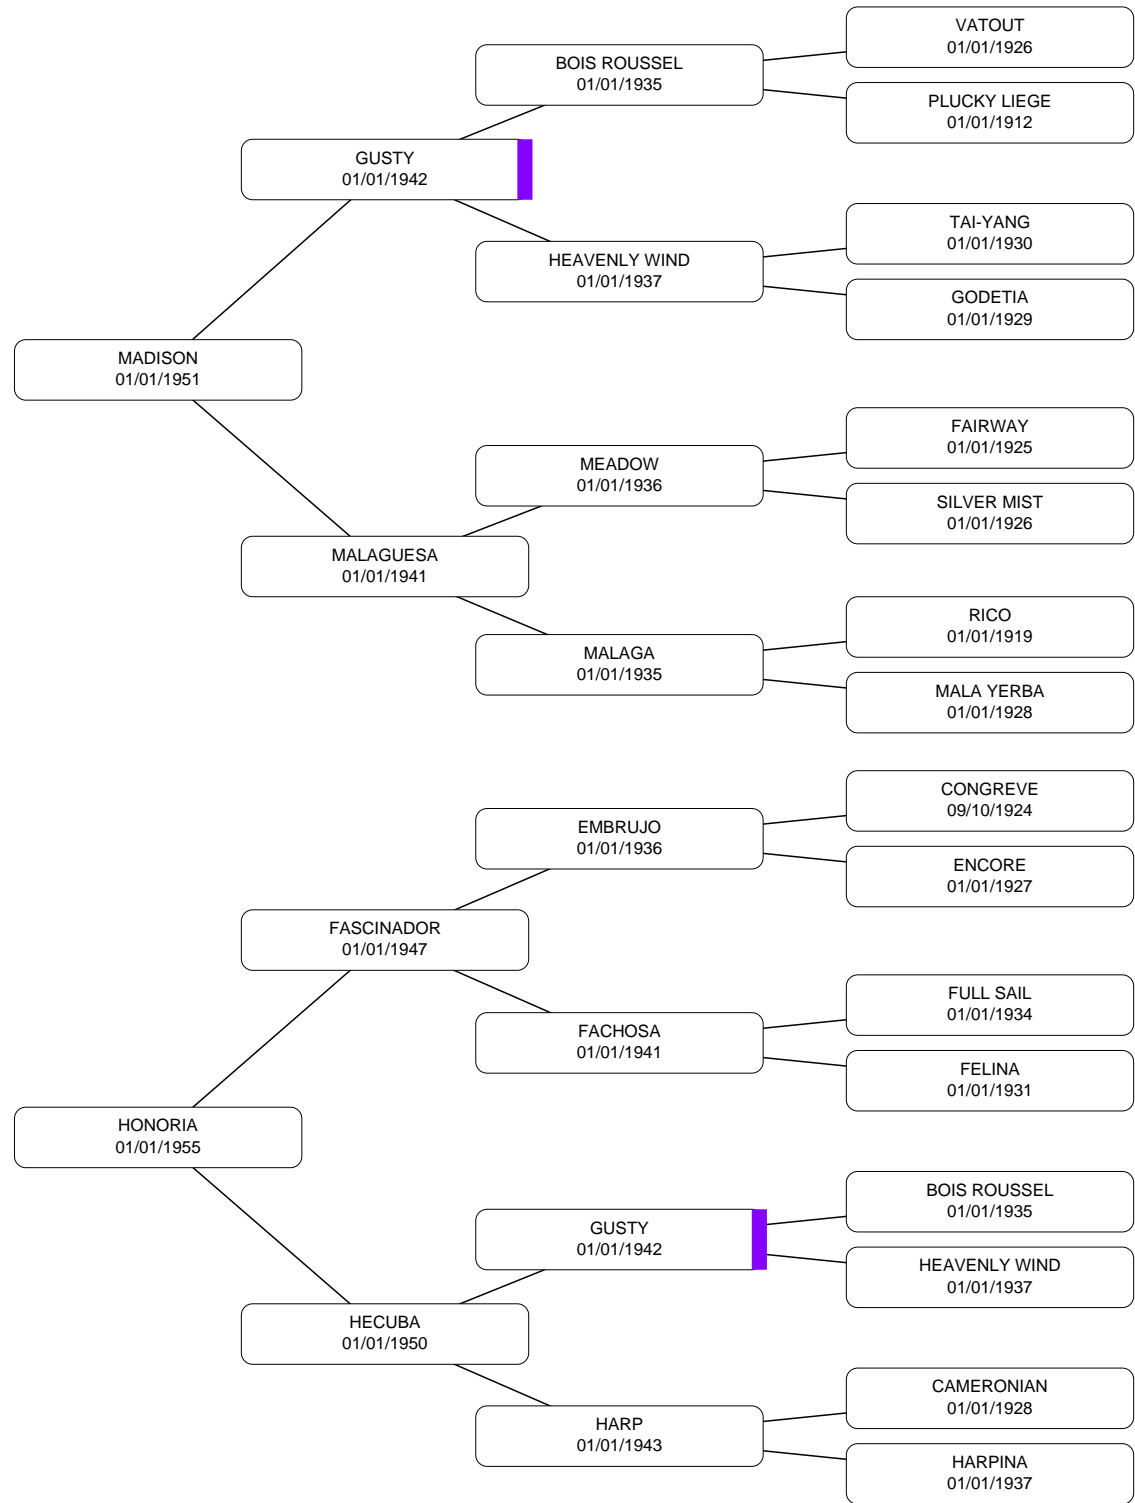 VATOUT
01/01/1926
BOIS ROUSSEL
01/01/1935
PLUCKY LIEGE
01/01/1912
GUSTY
01/01/1942
TAI-YANG
01/01/1930
HEAVENLY WIND
01/01/1937
GODETIA
01/01/1929
MADISON
01/01/1951
FAIRWAY
01/01/1925
MEADOW
01/01/1936
SILVER MIST
01/01/1926
MALAGUESA
01/01/1941
RICO
01/01/1919
MALAGA
01/01/1935
MALA YERBA
01/01/1928
CONGREVE
09/10/1924
EMBRUJO
01/01/1936
ENCORE
01/01/1927
FASCINADOR
01/01/1947
FULL SAIL
01/01/1934
FACHOSA
01/01/1941
FELINA
01/01/1931
HONORIA
01/01/1955
BOIS ROUSSEL
01/01/1935
GUSTY
01/01/1942
HEAVENLY WIND
01/01/1937
HECUBA
01/01/1950
CAMERONIAN
01/01/1928
HARP
01/01/1943
HARPINA
01/01/1937